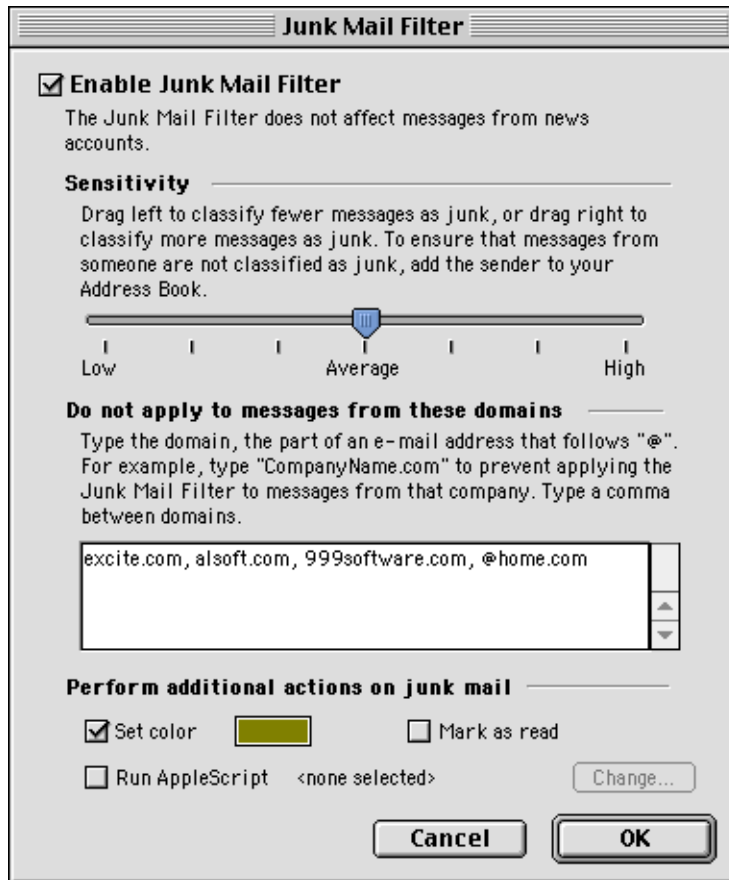 Junk Mail Filter
Enable Junk Mail Filter
The Junk Mail Filter does not affect messages from news
accounts.
Sensitivity
Drag left to classify fewer messages as junk, or drag right to
classify more messages as junk. To ensure that messages from
someone are not classified as junk, add the sender to your
Address Book.
Low Average High
Do not apply to messages from these domains
Type the domain, the part of an e-mail address that follows "@".
For example, type "CompanyName.com" to prevent applying the
Junk Mail Filter to messages from that company. Type a comma
between domains.
excite.com, alsoft.com, 999software.com, @home.com
Perform additional actions on junk mail
Set color Mark as read
Run AppleScript <none selected> Change...
Cancel OK